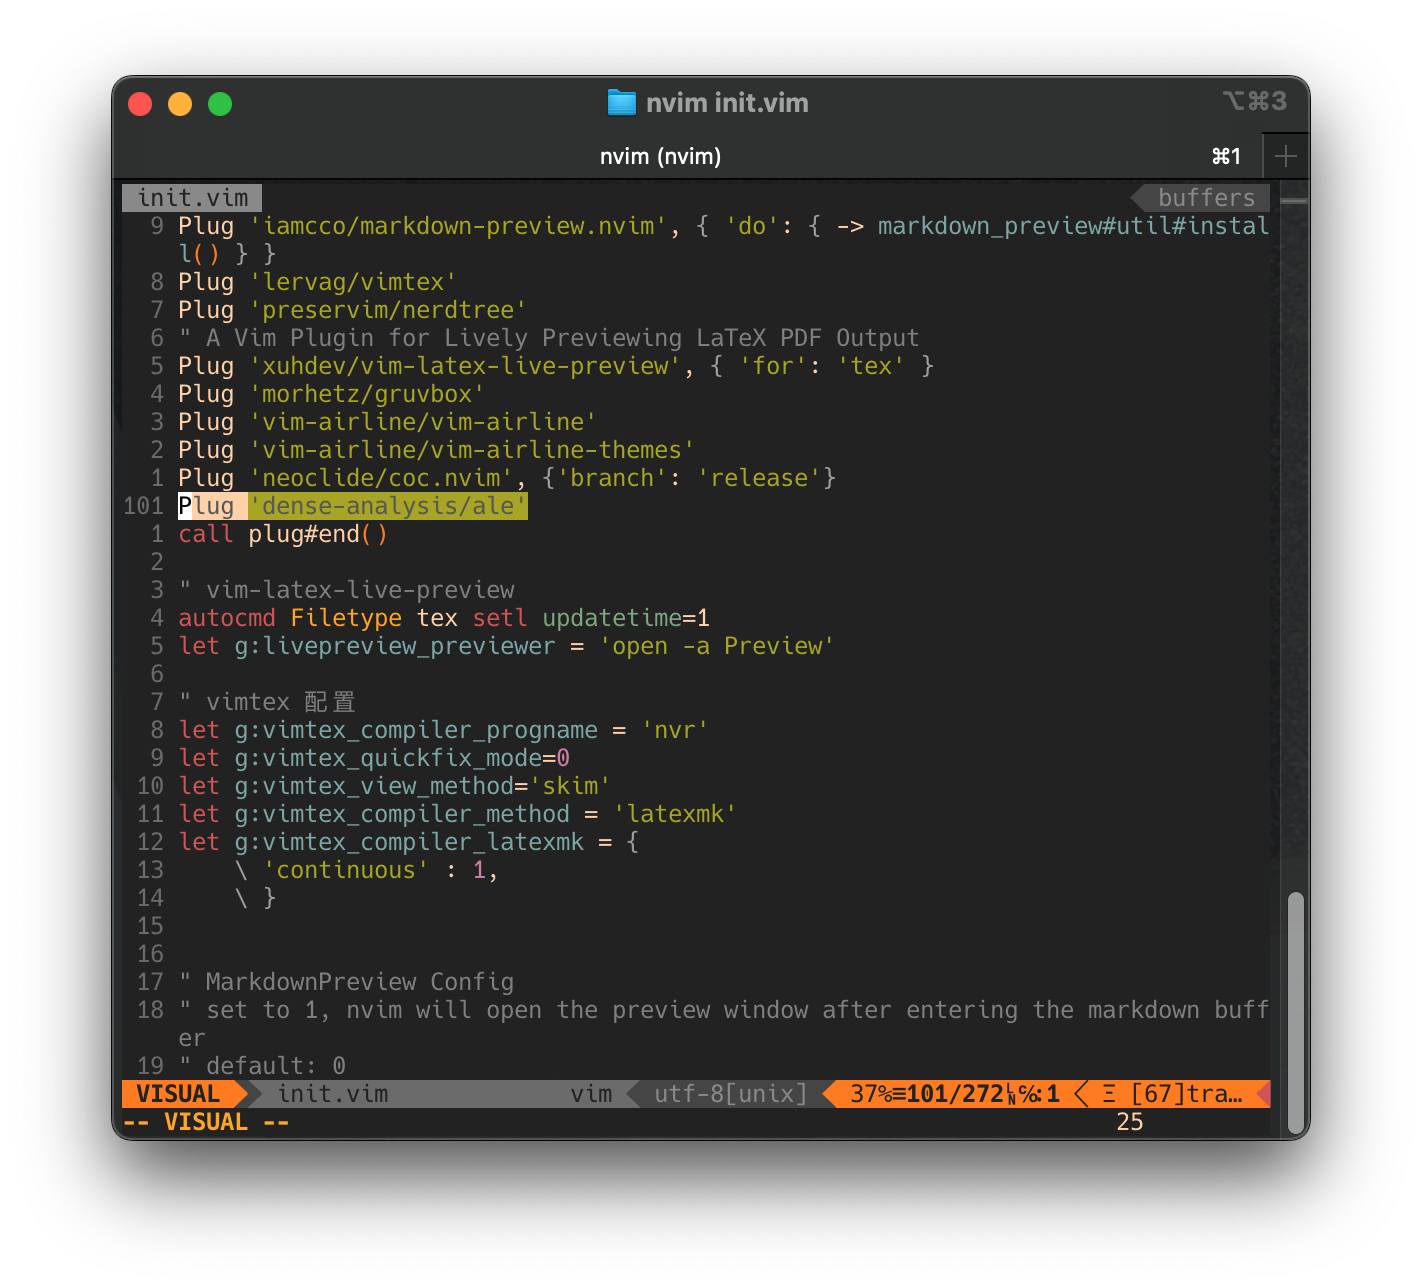 nvim init.vim
⌥⌘3
nvim (nvim)
⌘1
init.vim
buffers
9 Plug 'iamcco/markdown-preview.nvim', { 'do': { -> markdown_preview#util#instal
l() } }
8 Plug 'lervag/vimtex'
7 Plug 'preservim/nerdtree'
6 " A Vim Plugin for Lively Previewing LaTeX PDF Output
5 Plug 'xuhdev/vim-latex-live-preview', { 'for': 'tex' }
4 Plug 'morhetz/gruvbox'
3 Plug 'vim-airline/vim-airline'
2 Plug 'vim-airline/vim-airline-themes'
1 Plug 'neoclide/coc.nvim', {'branch': 'release'}
101 Plug 'dense-analysis/ale'
1 call plug#end()
2
3 " vim-latex-live-preview
4 autocmd Filetype tex setl updatetime=1
5 let g:livepreview_previewer = 'open -a Preview'
6
7 " vimtex 配置
8 let g:vimtex_compiler_progname = 'nvr'
9 let g:vimtex_quickfix_mode=0
10 let g:vimtex_view_method='skim'
11 let g:vimtex_compiler_method = 'latexmk'
12 let g:vimtex_compiler_latexmk = {
13     \ 'continuous' : 1,
14     \ }
15
16
17 " MarkdownPreview Config
18 " set to 1, nvim will open the preview window after entering the markdown buff
er
19 " default: 0
VISUAL init.vim vim utf-8[unix] 37%≡101/272㏑℅:1 Ξ [67]tra…
-- VISUAL -- 25